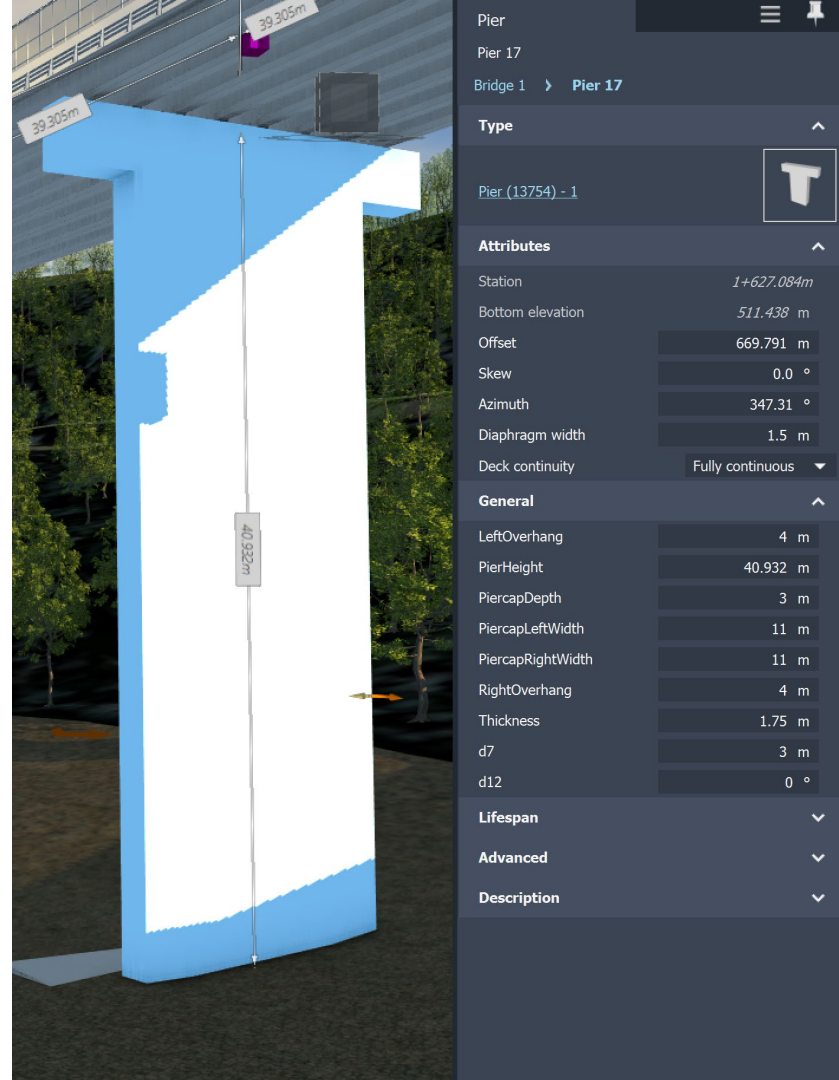 39.305m
39.305m
40.932m
Pier
Pier 17
Bridge 1 › Pier 17
Type
Pier (13754) - 1
Attributes
Station 1+627.084m
Bottom elevation 511.438 m
Offset 669.791 m
Skew 0.0 °
Azimuth 347.31 °
Diaphragm width 1.5 m
Deck continuity Fully continuous
General
LeftOverhang 4 m
PierHeight 40.932 m
PiercapDepth 3 m
PiercapLeftWidth 11 m
PiercapRightWidth 11 m
RightOverhang 4 m
Thickness 1.75 m
d7 3 m
d12 0 °
Lifespan
Advanced
Description